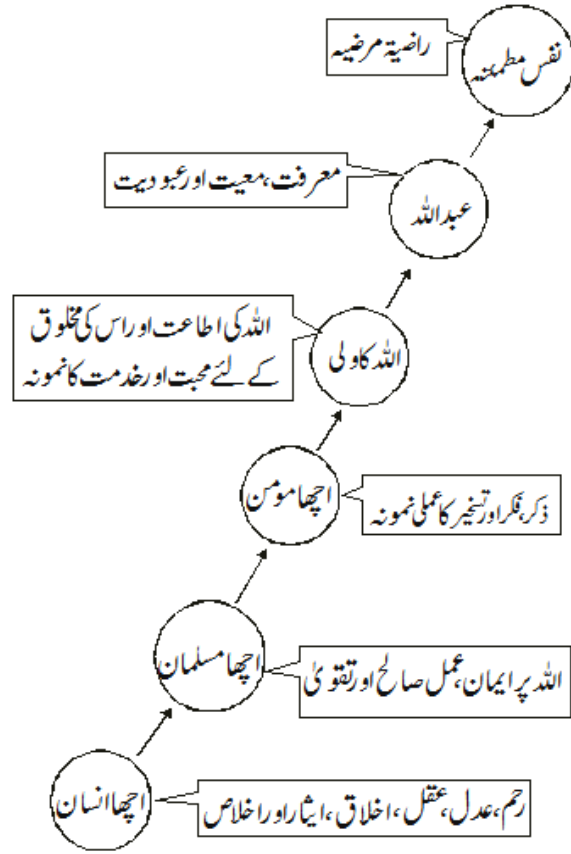 نفس مطمئنہ
راضیۃ مرضیہ
عبداللہ
معرفت، معیت اور عبودیت
اللہ کا ولی
اللہ کی اطاعت اور اس کی مخلوق
کے لئے محبت اور خدمت کا نمونہ
اچھا مومن
ذکر، فکر اور تسخیر کا عملی نمونہ
اچھا مسلمان
اللہ پر ایمان، عمل صالح اور تقویٰ
اچھا انسان
رحم، عدل، عقل، اخلاق، ایثار اور اخلاص